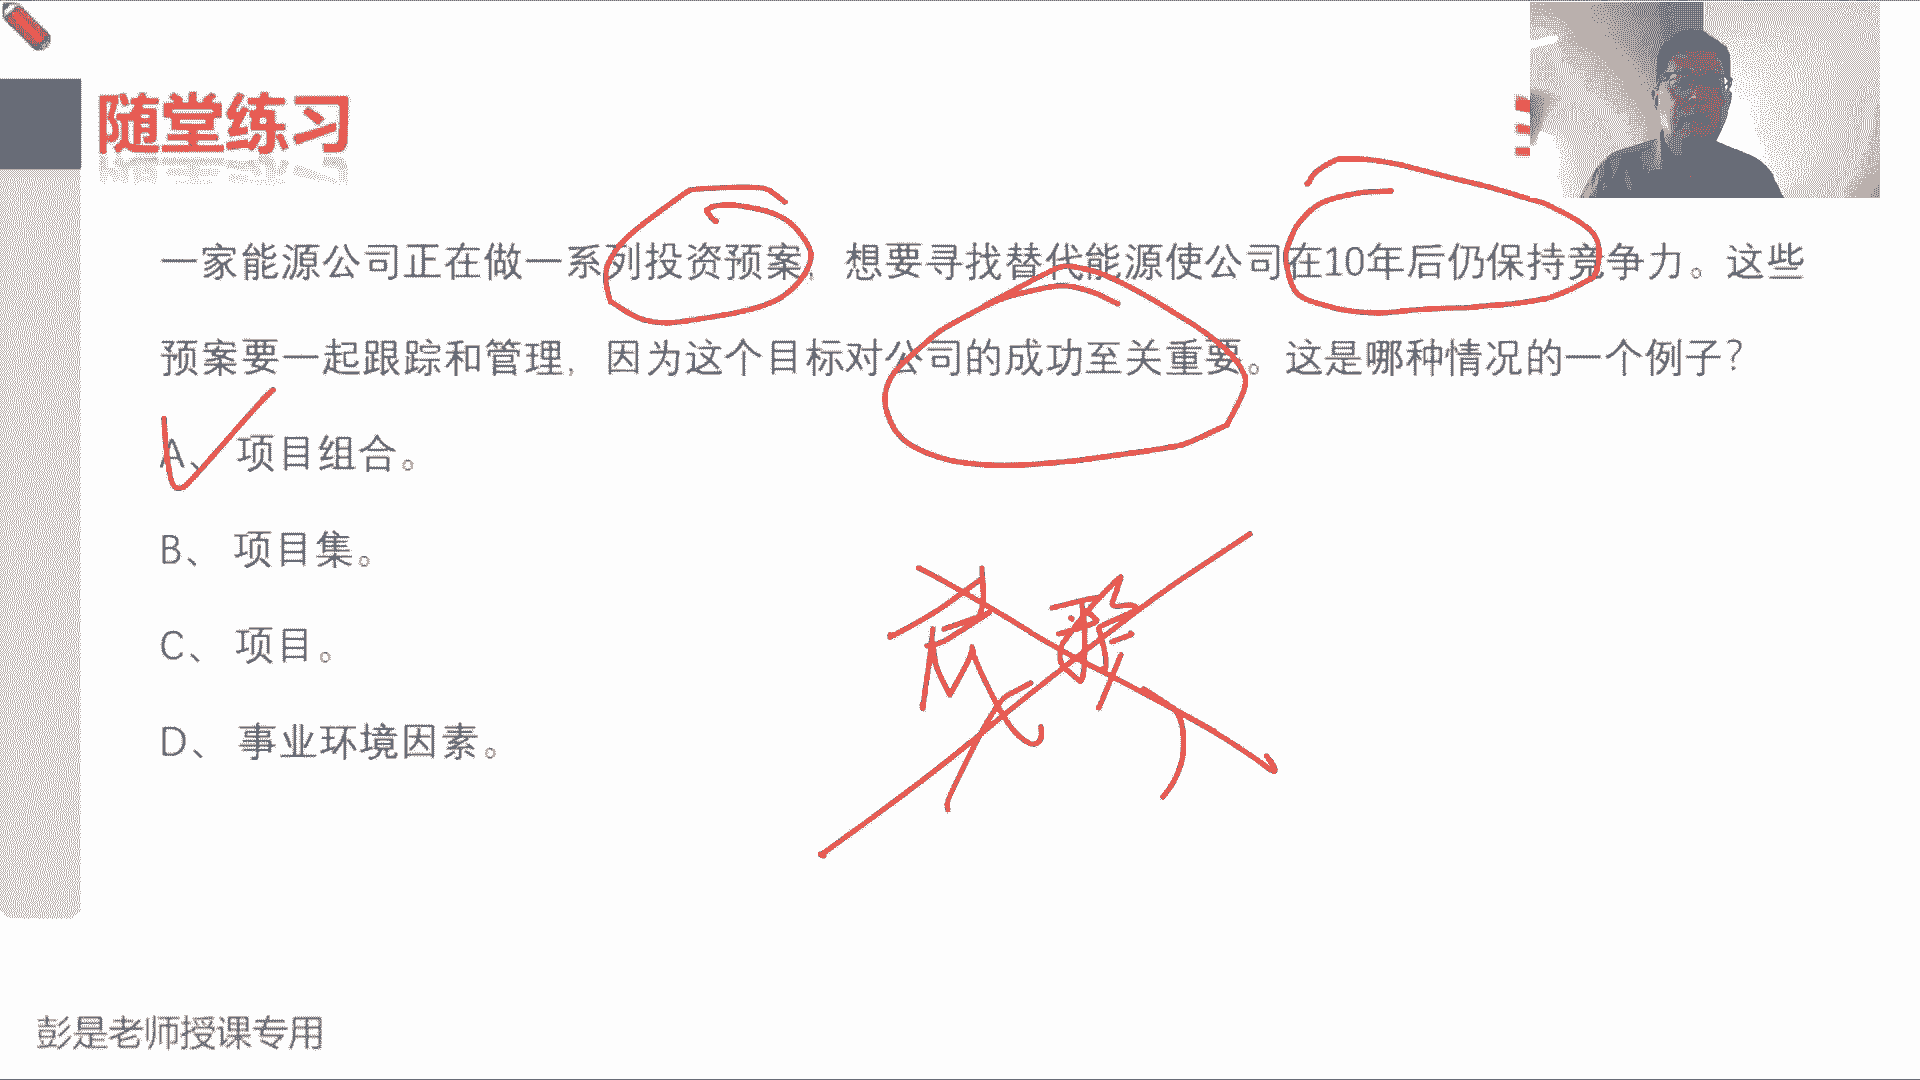 随堂练习
一家能源公司正在做一系列投资预案，想要寻找替代能源使公司在10年后仍保持竞争力。这些
预案要一起跟踪和管理，因为这个目标对公司的成功至关重要。这是哪种情况的一个例子？
A、 项目组合。
B、 项目集。
C、 项目。
D、 事业环境因素。
彭是老师授课专用